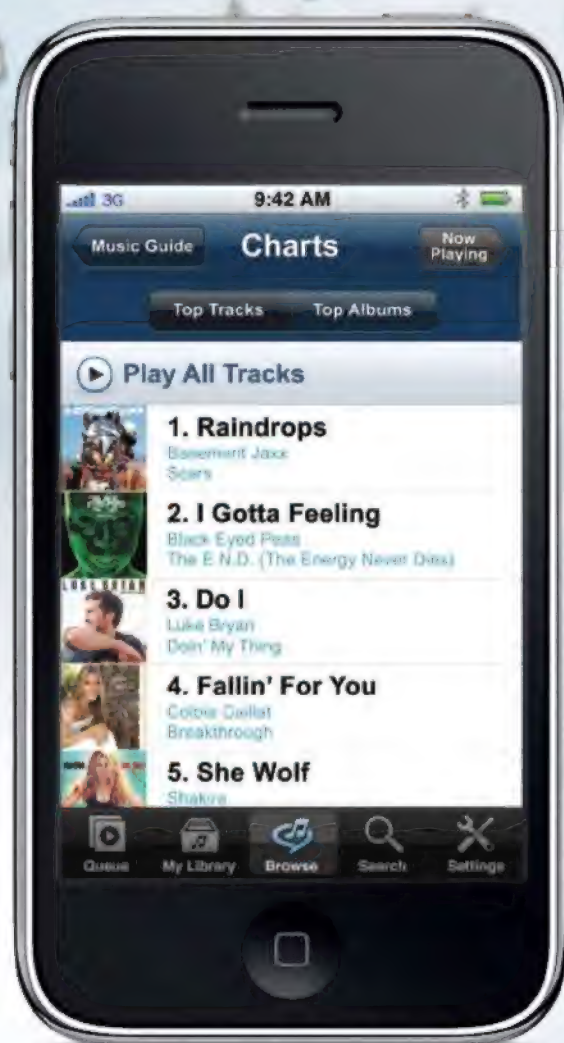 3G 9:42 AM
Music Guide Charts Now Playing
Top Tracks Top Albums
Play All Tracks
1. Raindrops
Basement Jaxx
Scars
2. I Gotta Feeling
Black Eyed Peas
The E.N.D. (The Energy Never Dies)
LUKE BRYAN
3. Do I
Luke Bryan
Doin' My Thing
4. Fallin' For You
Colbie Caillat
Breakthrough
5. She Wolf
Shakira
Queue My Library Browse Search Settings